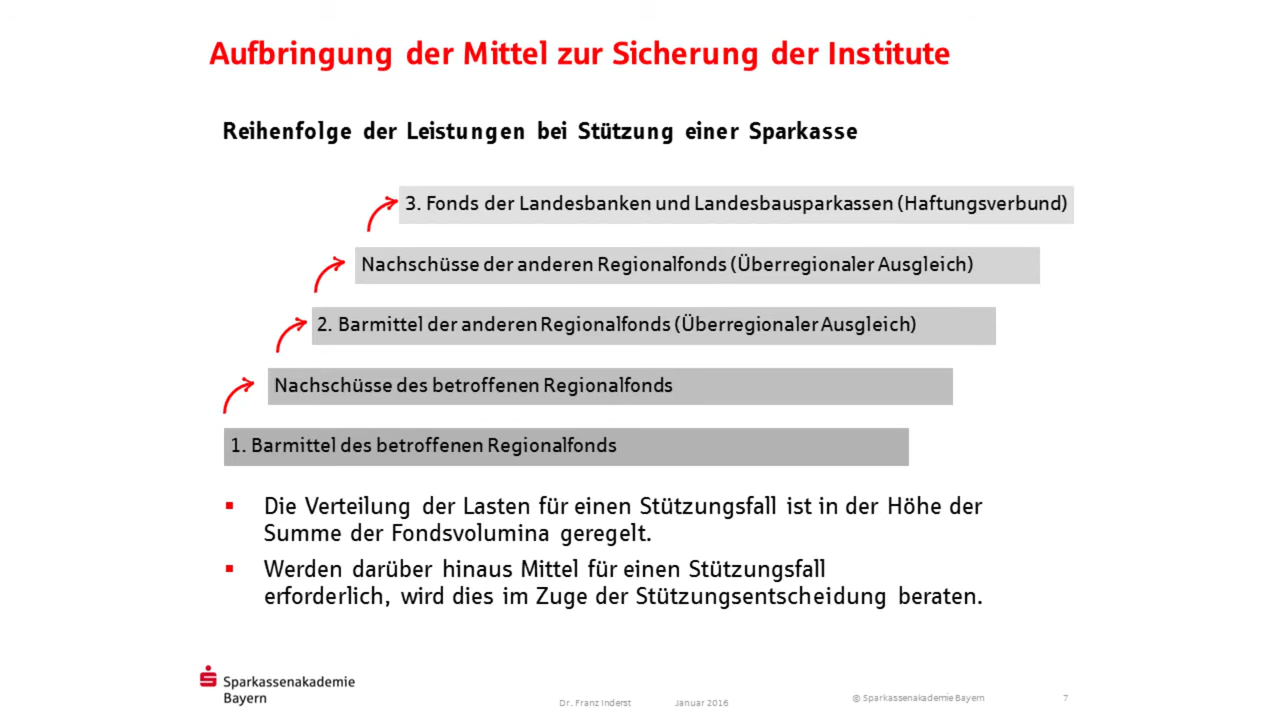 Aufbringung der Mittel zur Sicherung der Institute
Reihenfolge der Leistungen bei Stützung einer Sparkasse
3. Fonds der Landesbanken und Landesbausparkassen (Haftungsverbund)
Nachschüsse der anderen Regionalfonds (Überregionaler Ausgleich)
2. Barmittel der anderen Regionalfonds (Überregionaler Ausgleich)
Nachschüsse des betroffenen Regionalfonds
1. Barmittel des betroffenen Regionalfonds
Die Verteilung der Lasten für einen Stützungsfall ist in der Höhe der
Summe der Fondsvolumina geregelt.
Werden darüber hinaus Mittel für einen Stützungsfall
erforderlich, wird dies im Zuge der Stützungsentscheidung beraten.
Sparkassenakademie
Bayern
Dr. Franz Inderst Januar 2016 © Sparkassenakademie Bayern 7